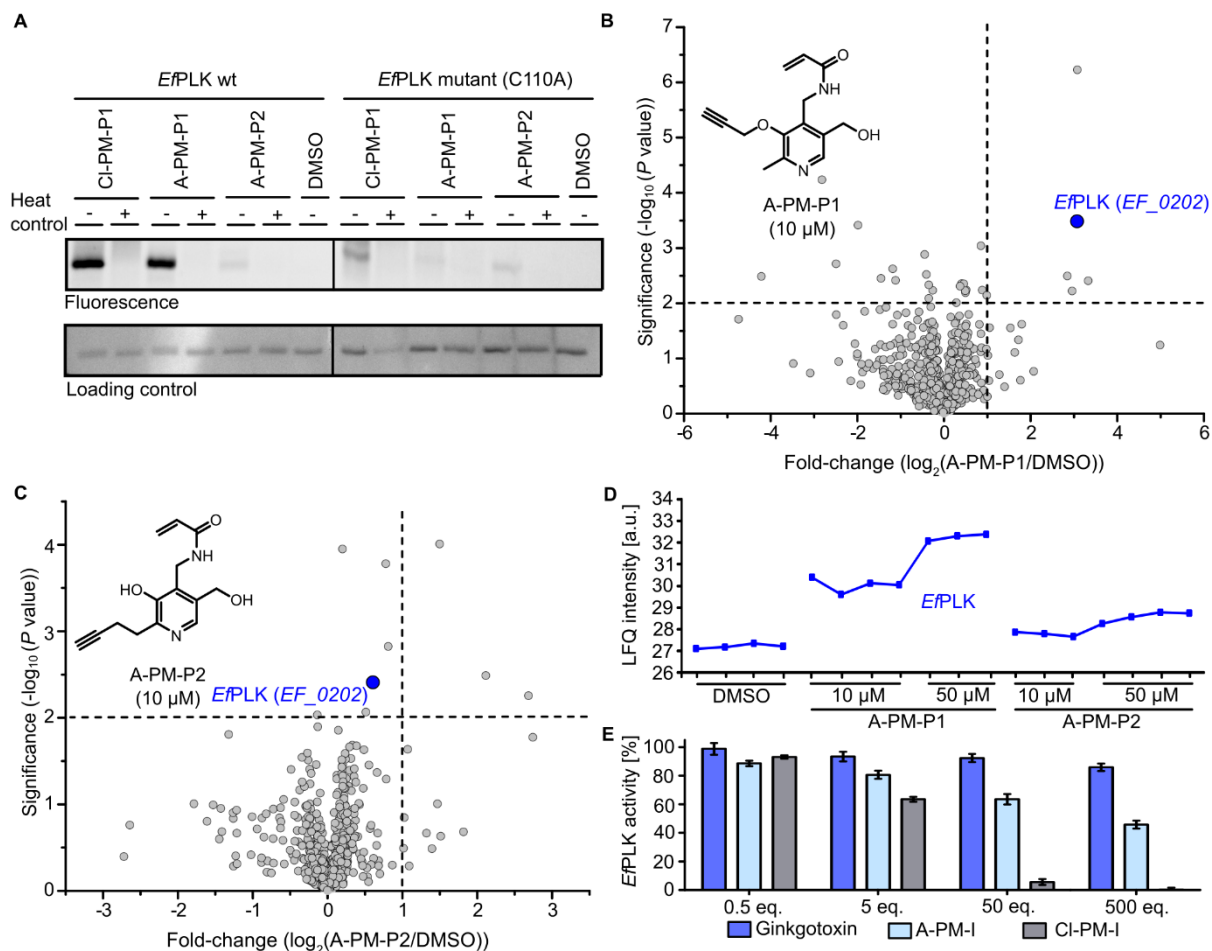 A
EfPLK wt
EfPLK mutant (C110A)
Cl-PM-P1
A-PM-P1
A-PM-P2
DMSO
Cl-PM-P1
A-PM-P1
A-PM-P2
DMSO
Heat control
- + - + - + - - + - + - + -
Fluorescence
Loading control
B
Significance (-log10(P value))
7
6
5
4
3
2
1
0
O
NH
O
OH
N
A-PM-P1
(10 µM)
EfPLK (EF_0202)
-6 -4 -2 0 2 4 6
Fold-change (log2(A-PM-P1/DMSO))
C
Significance (-log10(P value))
4
3
2
1
0
O
NH
HO
OH
N
A-PM-P2
(10 µM)
EfPLK (EF_0202)
-3 -2 -1 0 1 2 3
Fold-change (log2(A-PM-P2/DMSO))
D
LFQ intensity [a.u.]
34
33
32
31
30
29
28
27
26
EfPLK
DMSO
10 µM 50 µM 10 µM 50 µM
A-PM-P1 A-PM-P2
E
EfPLK activity [%]
100
80
60
40
20
0
0.5 eq. 5 eq. 50 eq. 500 eq.
Ginkgotoxin A-PM-I Cl-PM-I